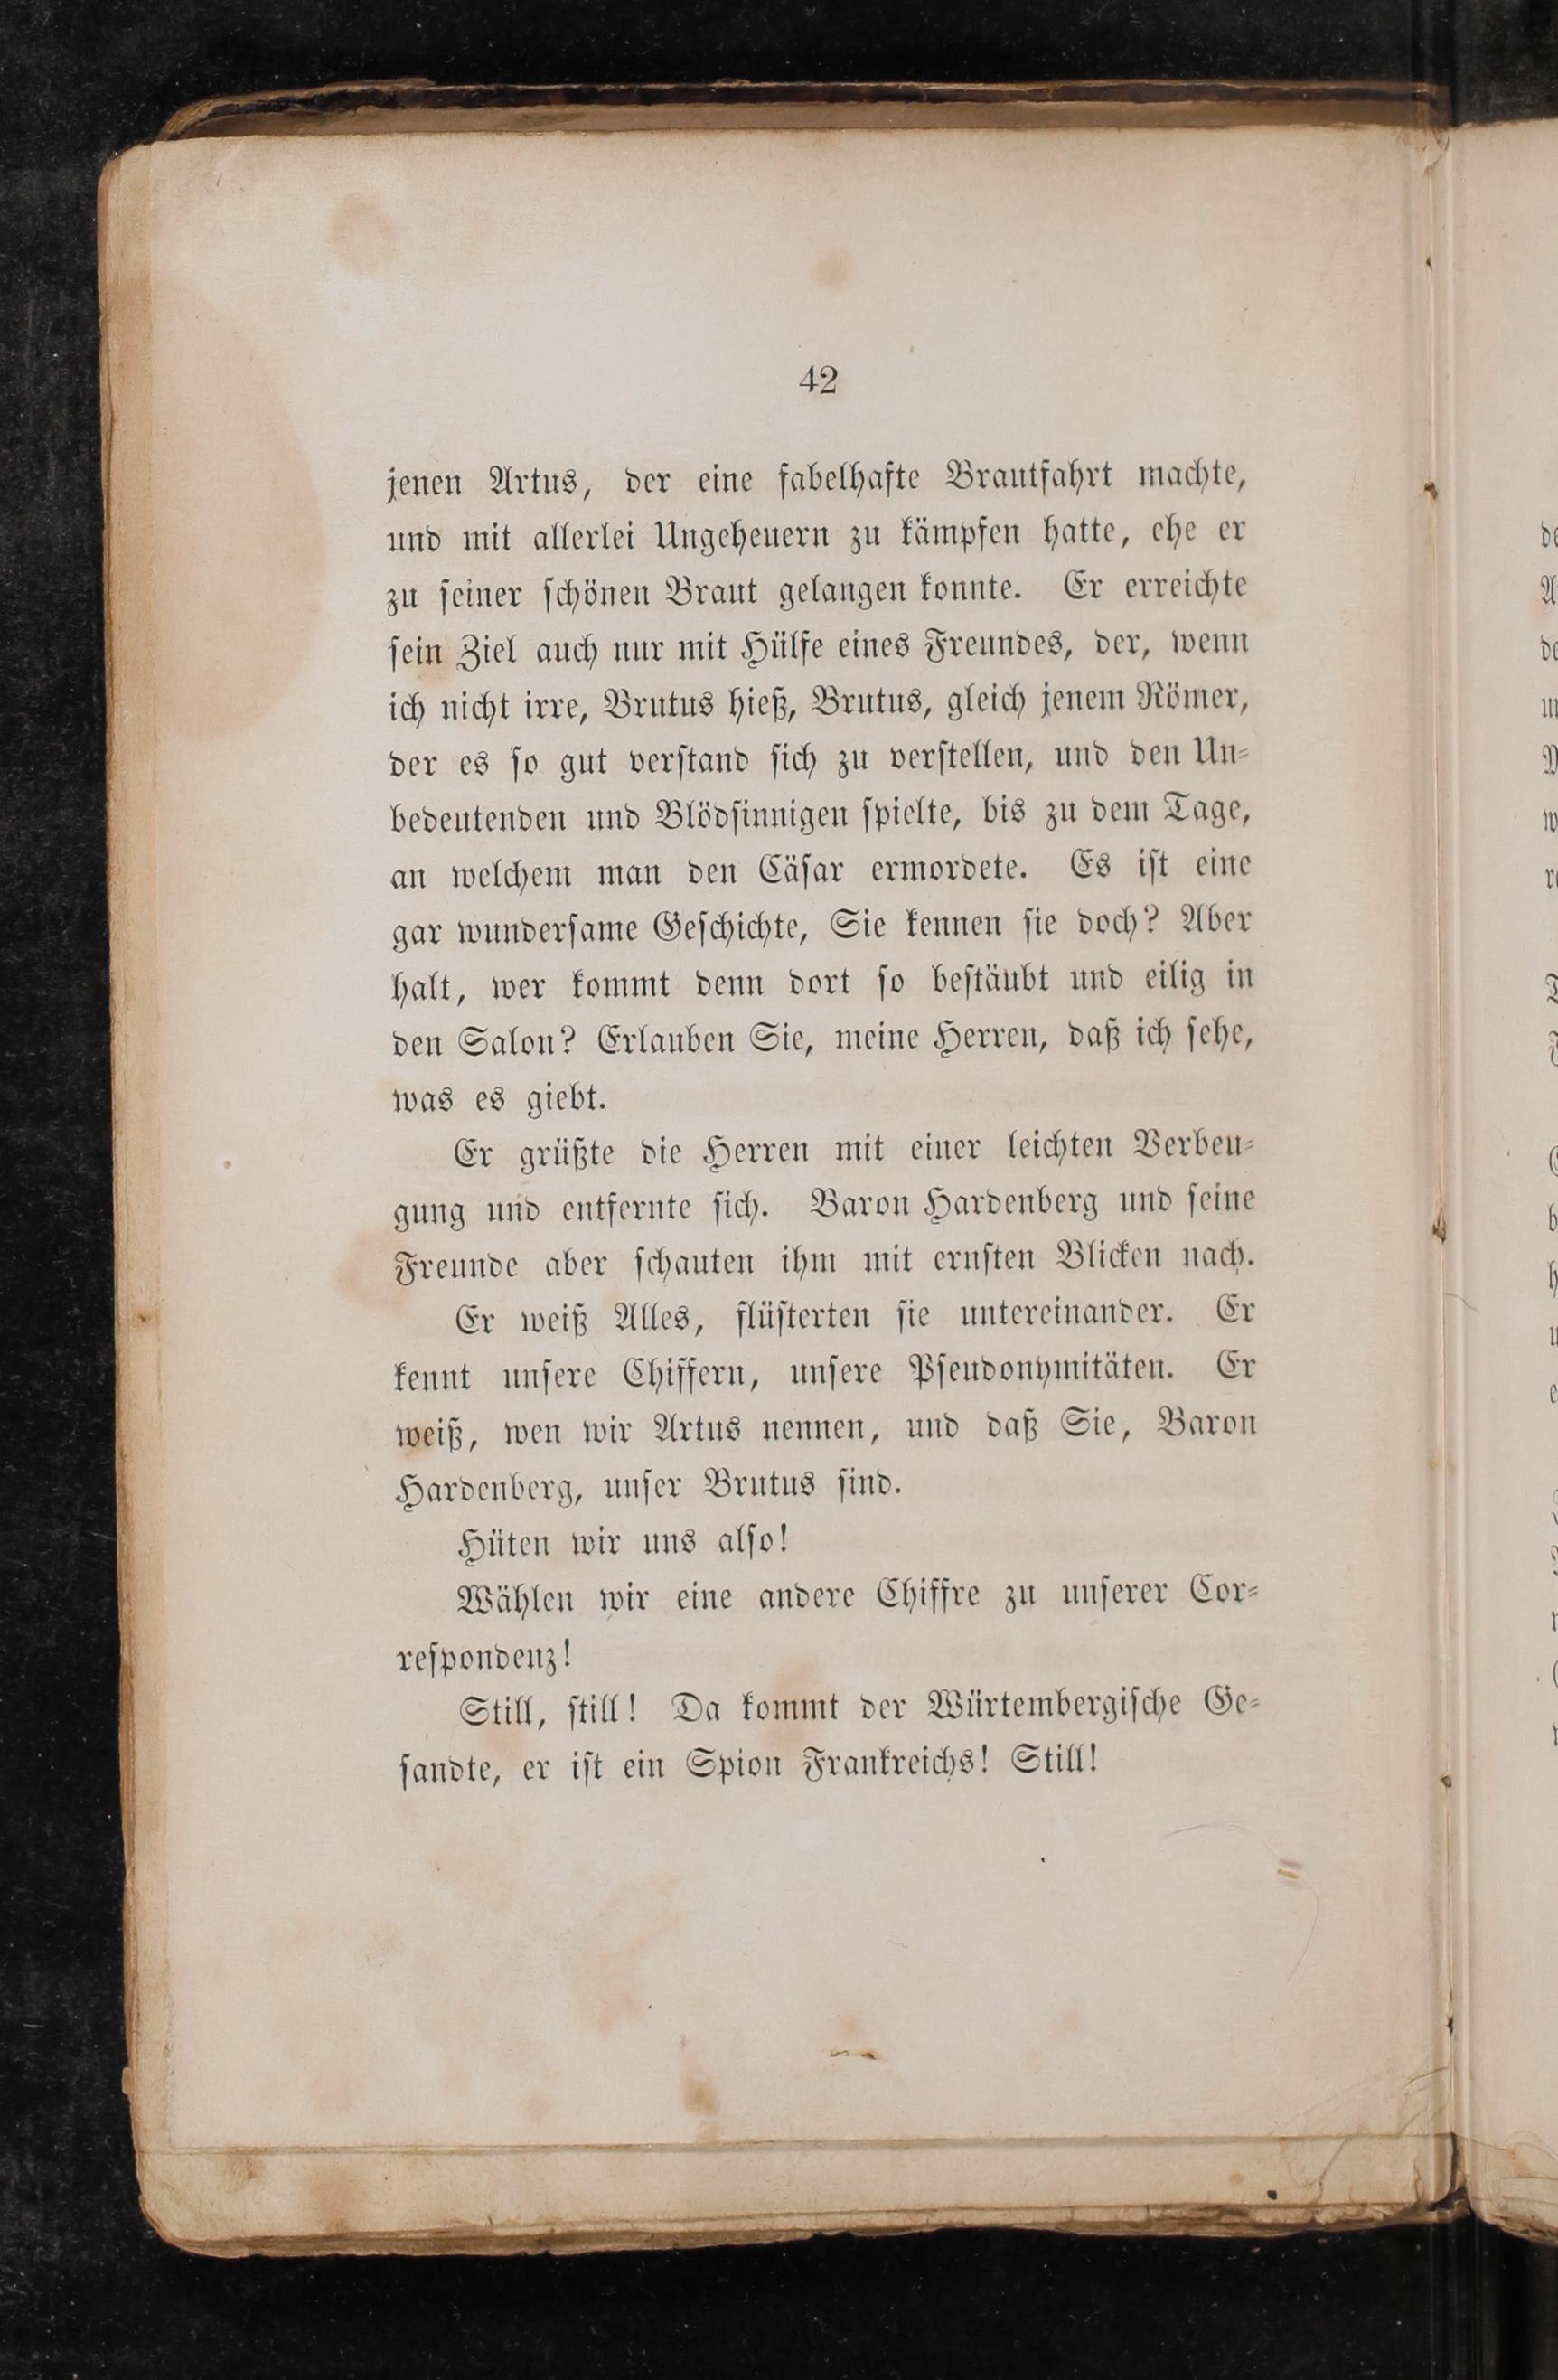 42
jenen Artus, der eine fabelhafte Brautfahrt machte,
und mit allerlei Ungeheuern zu kämpfen hatte, ehe er
zu seiner schönen Braut gelangen konnte. Er erreichte
sein Ziel auch nur mit Hülfe eines Freundes, der, wenn
ich nicht irre, Brutus hieß, Brutus, gleich jenem Römer,
der es so gut verstand sich zu verstellen, und den Un-
bedeutenden und Blödsinnigen spielte, bis zu dem Tage,
an welchem man den Cäsar ermordete. Es ist eine
gar wundersame Geschichte, Sie kennen sie doch? Aber
halt, wer kommt denn dort so bestäubt und eilig in
den Salon? Erlauben Sie, meine Herren, daß ich sehe,
was es giebt.
Er grüßte die Herren mit einer leichten Verbeu-
gung und entfernte sich. Baron Hardenberg und seine
Freunde aber schauten ihm mit ernsten Blicken nach.
Er weiß Alles, flüsterten sie untereinander. Er
kennt unsere Chiffern, unsere Pseudonymitäten. Er
weiß, wen wir Artus nennen, und daß Sie, Baron
Hardenberg, unser Brutus sind.
Hüten wir uns also!
Wählen wir eine andere Chiffre zu unserer Cor-
respondenz!
Still, still! Da kommt der Würtembergische Ge-
sandte, er ist ein Spion Frankreichs! Still!